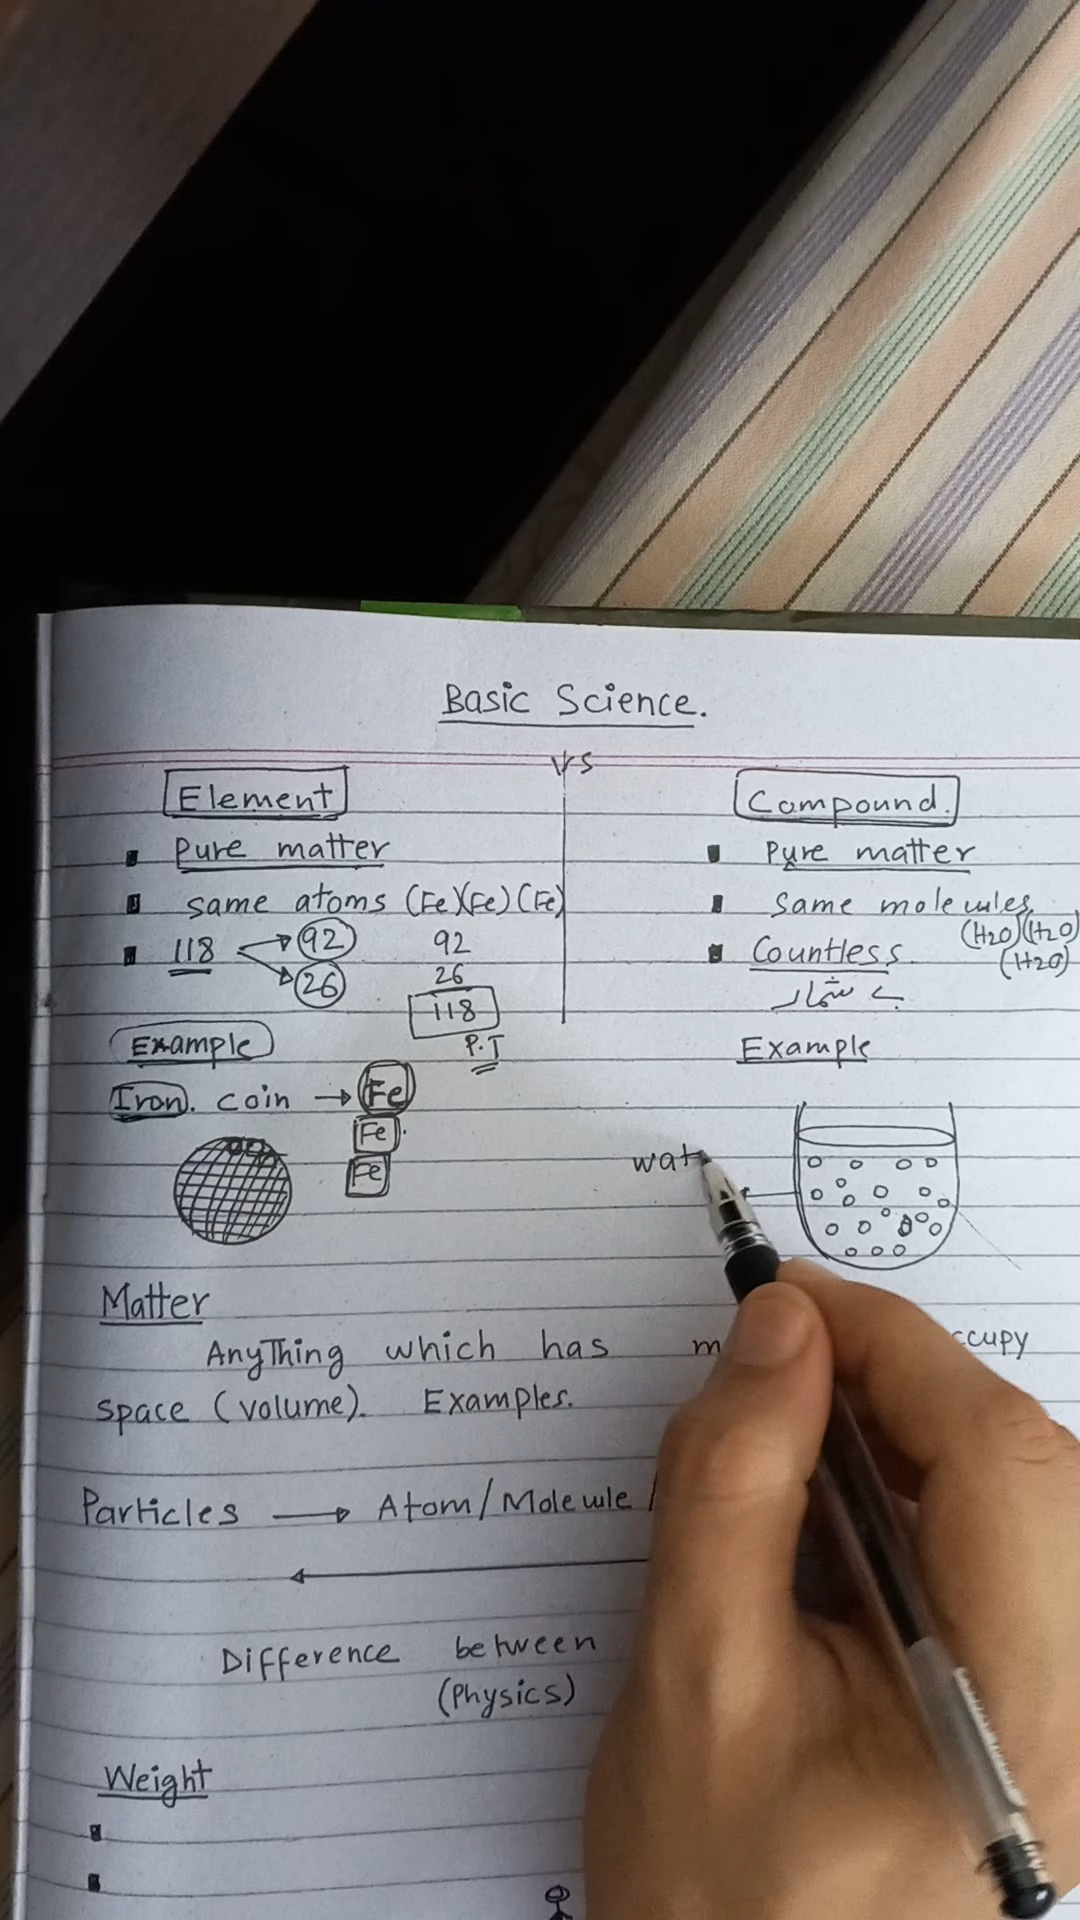 Basic Science.
vs
Element
Pure matter
same atoms (Fe)(Fe)(Fe)
118 92 92
26 26
118
P.T
Example
Iron. coin → Fe
Fe
Fe
Compound.
Pure matter
Same molecules
(H2O)(H2O)
(H2O)
Countless
بے شمار
Example
wat
Matter
Anything which has m ccupy
space (volume). Examples.
Particles → Atom/Molecule/
Difference between
(Physics)
Weight